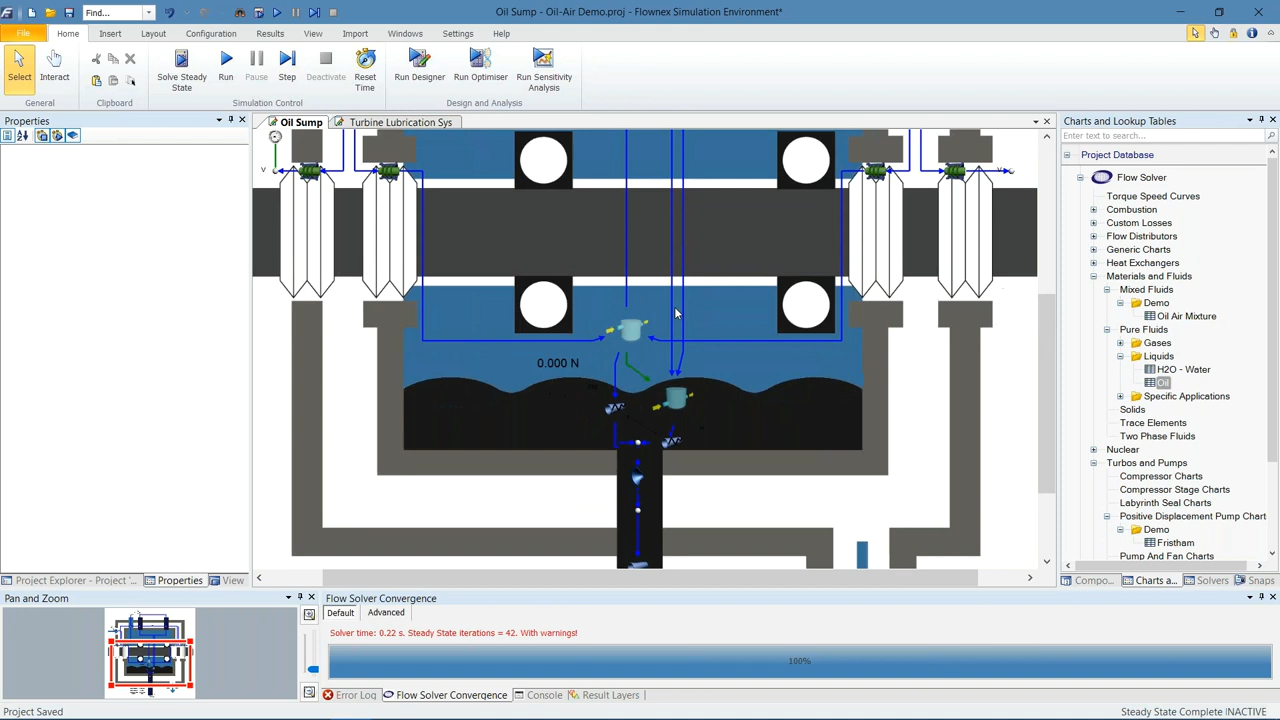 Find...
Oil Sump - Oil-Air Demo.proj - Flownex Simulation Environment*
File Home Insert Layout Configuration Results View Import Windows Settings Help
Select Interact Solve Steady State Run Pause Step Deactivate Reset Time Run Designer Run Optimiser Run Sensitivity Analysis
General Clipboard Simulation Control Design and Analysis
Properties
Oil Sump Turbine Lubrication Sys
Charts and Lookup Tables
Enter text to search...
Project Database
Flow Solver
Torque Speed Curves
Combustion
Custom Losses
Flow Distributors
Generic Charts
Heat Exchangers
Materials and Fluids
Mixed Fluids
Demo
Oil Air Mixture
Pure Fluids
Gases
Liquids
H2O - Water
Oil
Specific Applications
Solids
Trace Elements
Two Phase Fluids
Nuclear
Turbos and Pumps
Compressor Charts
Compressor Stage Charts
Labyrinth Seal Charts
Positive Displacement Pump Chart
Demo
Fristham
Pump And Fan Charts
V
0.000 N
Project Explorer - Project '... Properties View
Compo... Charts a... Solvers Snaps
Pan and Zoom
Flow Solver Convergence
Default Advanced
Solver time: 0.22 s. Steady State iterations = 42. With warnings!
100%
Error Log Flow Solver Convergence Console Result Layers
Project Saved
Steady State Complete !NACTIVE